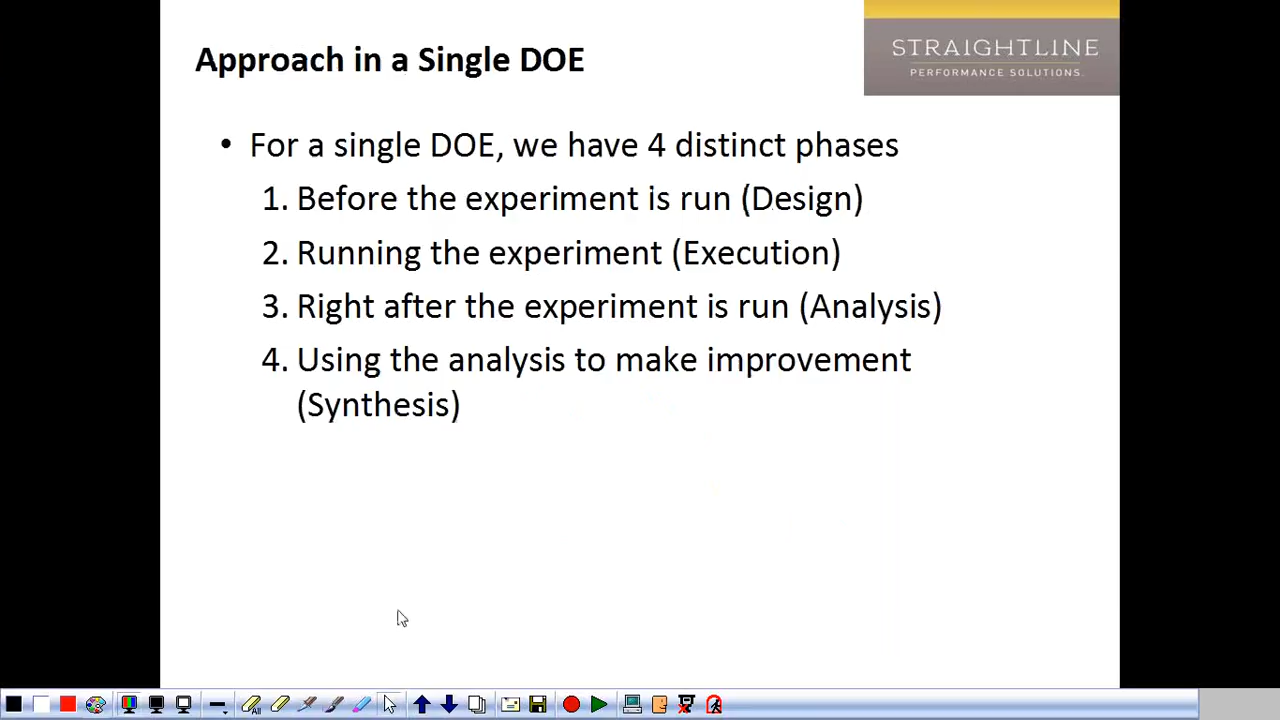 Approach in a Single DOE
STRAIGHTLINE
PERFORMANCE SOLUTIONS.
• For a single DOE, we have 4 distinct phases
1. Before the experiment is run (Design)
2. Running the experiment (Execution)
3. Right after the experiment is run (Analysis)
4. Using the analysis to make improvement
(Synthesis)
All